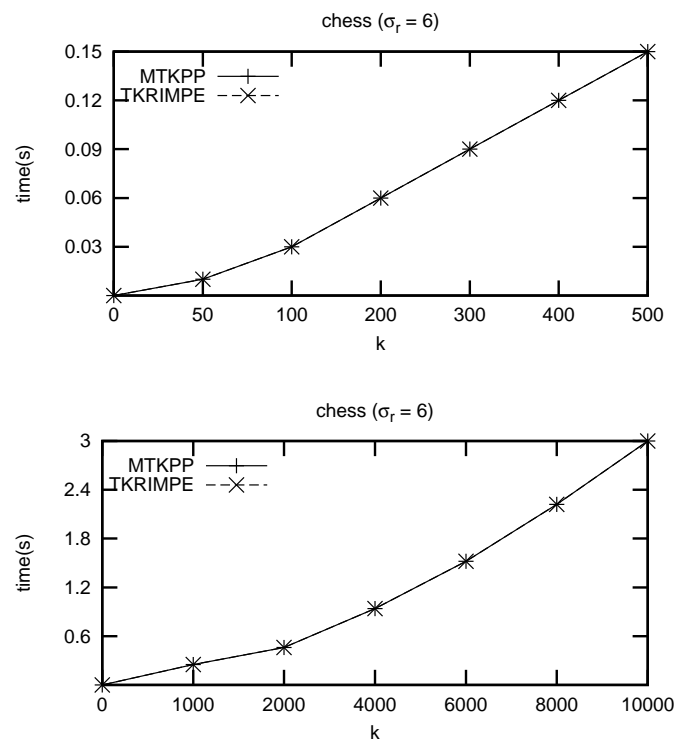 chess (σr = 6)
0.15
MTKPP
TKRIMPE
0.12
0.09
time(s)
0.06
0.03
0 50 100 200 300 400 500
k
chess (σr = 6)
3
MTKPP
TKRIMPE
2.4
1.8
time(s)
1.2
0.6
0 1000 2000 4000 6000 8000 10000
k